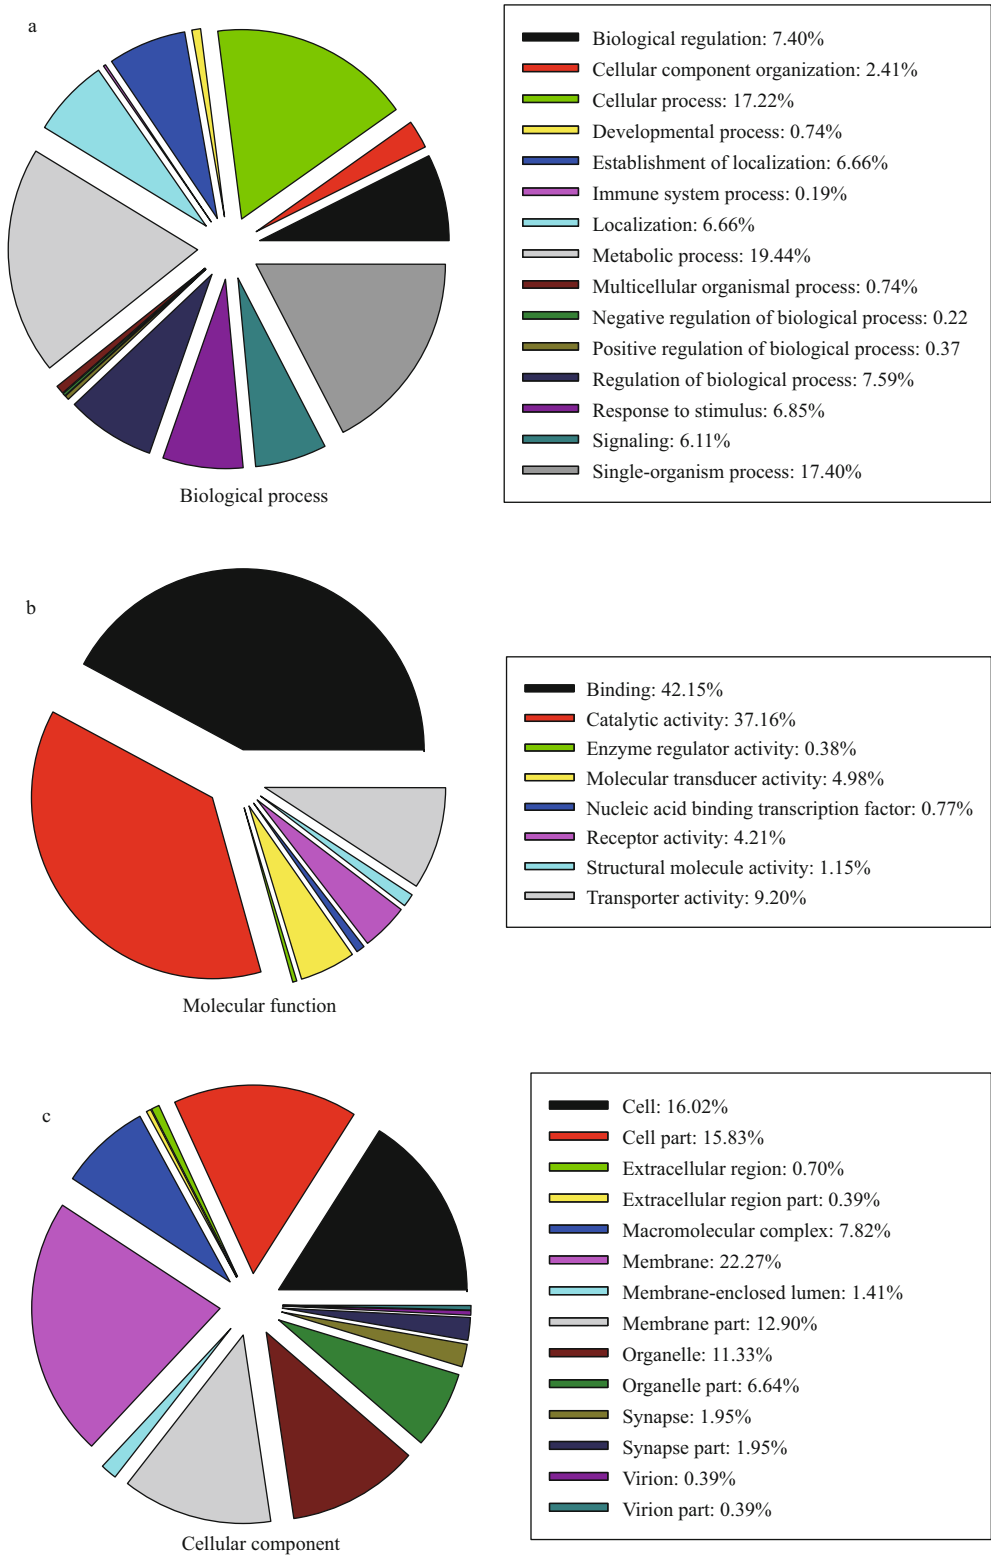 a
Biological regulation: 7.40%
Cellular component organization: 2.41%
Cellular process: 17.22%
Developmental process: 0.74%
Establishment of localization: 6.66%
Immune system process: 0.19%
Localization: 6.66%
Metabolic process: 19.44%
Multicellular organismal process: 0.74%
Negative regulation of biological process: 0.22
Positive regulation of biological process: 0.37
Regulation of biological process: 7.59%
Response to stimulus: 6.85%
Signaling: 6.11%
Single-organism process: 17.40%
Biological process
b
Binding: 42.15%
Catalytic activity: 37.16%
Enzyme regulator activity: 0.38%
Molecular transducer activity: 4.98%
Nucleic acid binding transcription factor: 0.77%
Receptor activity: 4.21%
Structural molecule activity: 1.15%
Transporter activity: 9.20%
Molecular function
c
Cell: 16.02%
Cell part: 15.83%
Extracellular region: 0.70%
Extracellular region part: 0.39%
Macromolecular complex: 7.82%
Membrane: 22.27%
Membrane-enclosed lumen: 1.41%
Membrane part: 12.90%
Organelle: 11.33%
Organelle part: 6.64%
Synapse: 1.95%
Synapse part: 1.95%
Virion: 0.39%
Virion part: 0.39%
Cellular component